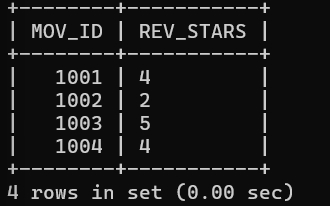 +--------+-----------+
| MOV_ID | REV_STARS |
+--------+-----------+
|   1001 | 4         |
|   1002 | 2         |
|   1003 | 5         |
|   1004 | 4         |
+--------+-----------+
4 rows in set (0.00 sec)